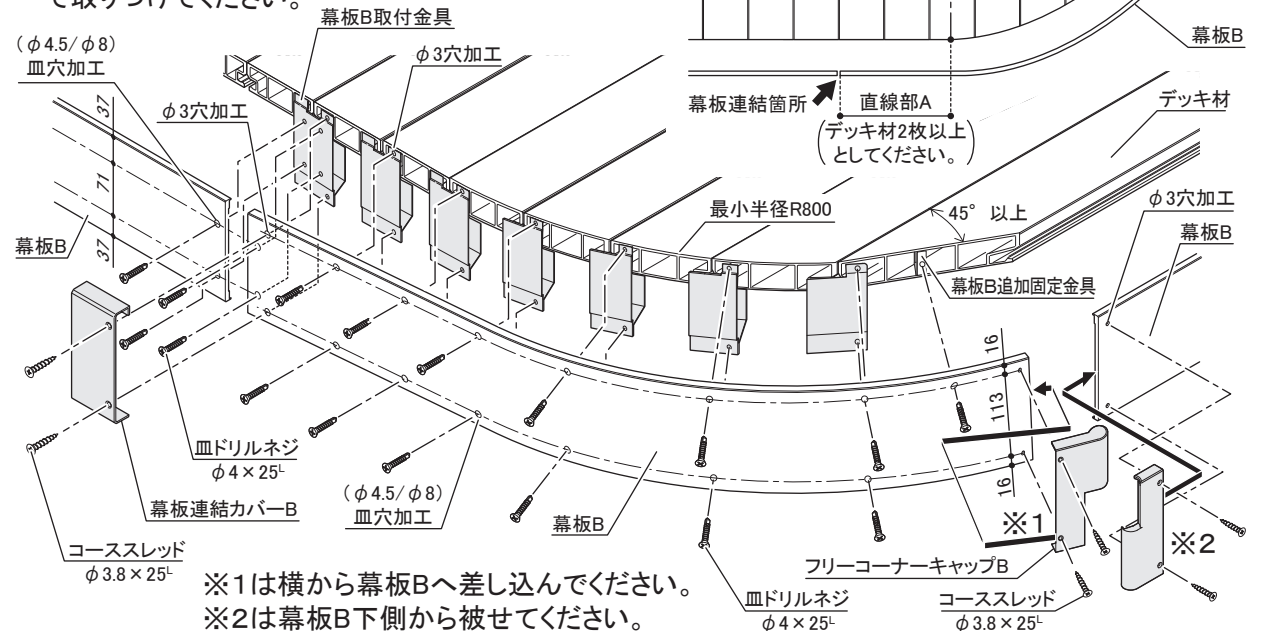 で取りつけてください。
幕板B取付金具
(φ4.5/φ8)
皿穴加工
φ3穴加工
φ3穴加工
37
71
37
幕板B
幕板B
幕板連結箇所
直線部A
(デッキ材2枚以上
としてください。)
デッキ材
最小半径R800
45° 以上
φ3穴加工
幕板B
幕板B追加固定金具
16
113
16
皿ドリルネジ
φ4×25L
幕板連結カバーB
コーススレッド
φ3.8×25L
(φ4.5/φ8)
皿穴加工
幕板B
※1
※2
フリーコーナーキャップB
皿ドリルネジ
φ4×25L
コーススレッド
φ3.8×25L
※1は横から幕板Bへ差し込んでください。
※2は幕板B下側から被せてください。